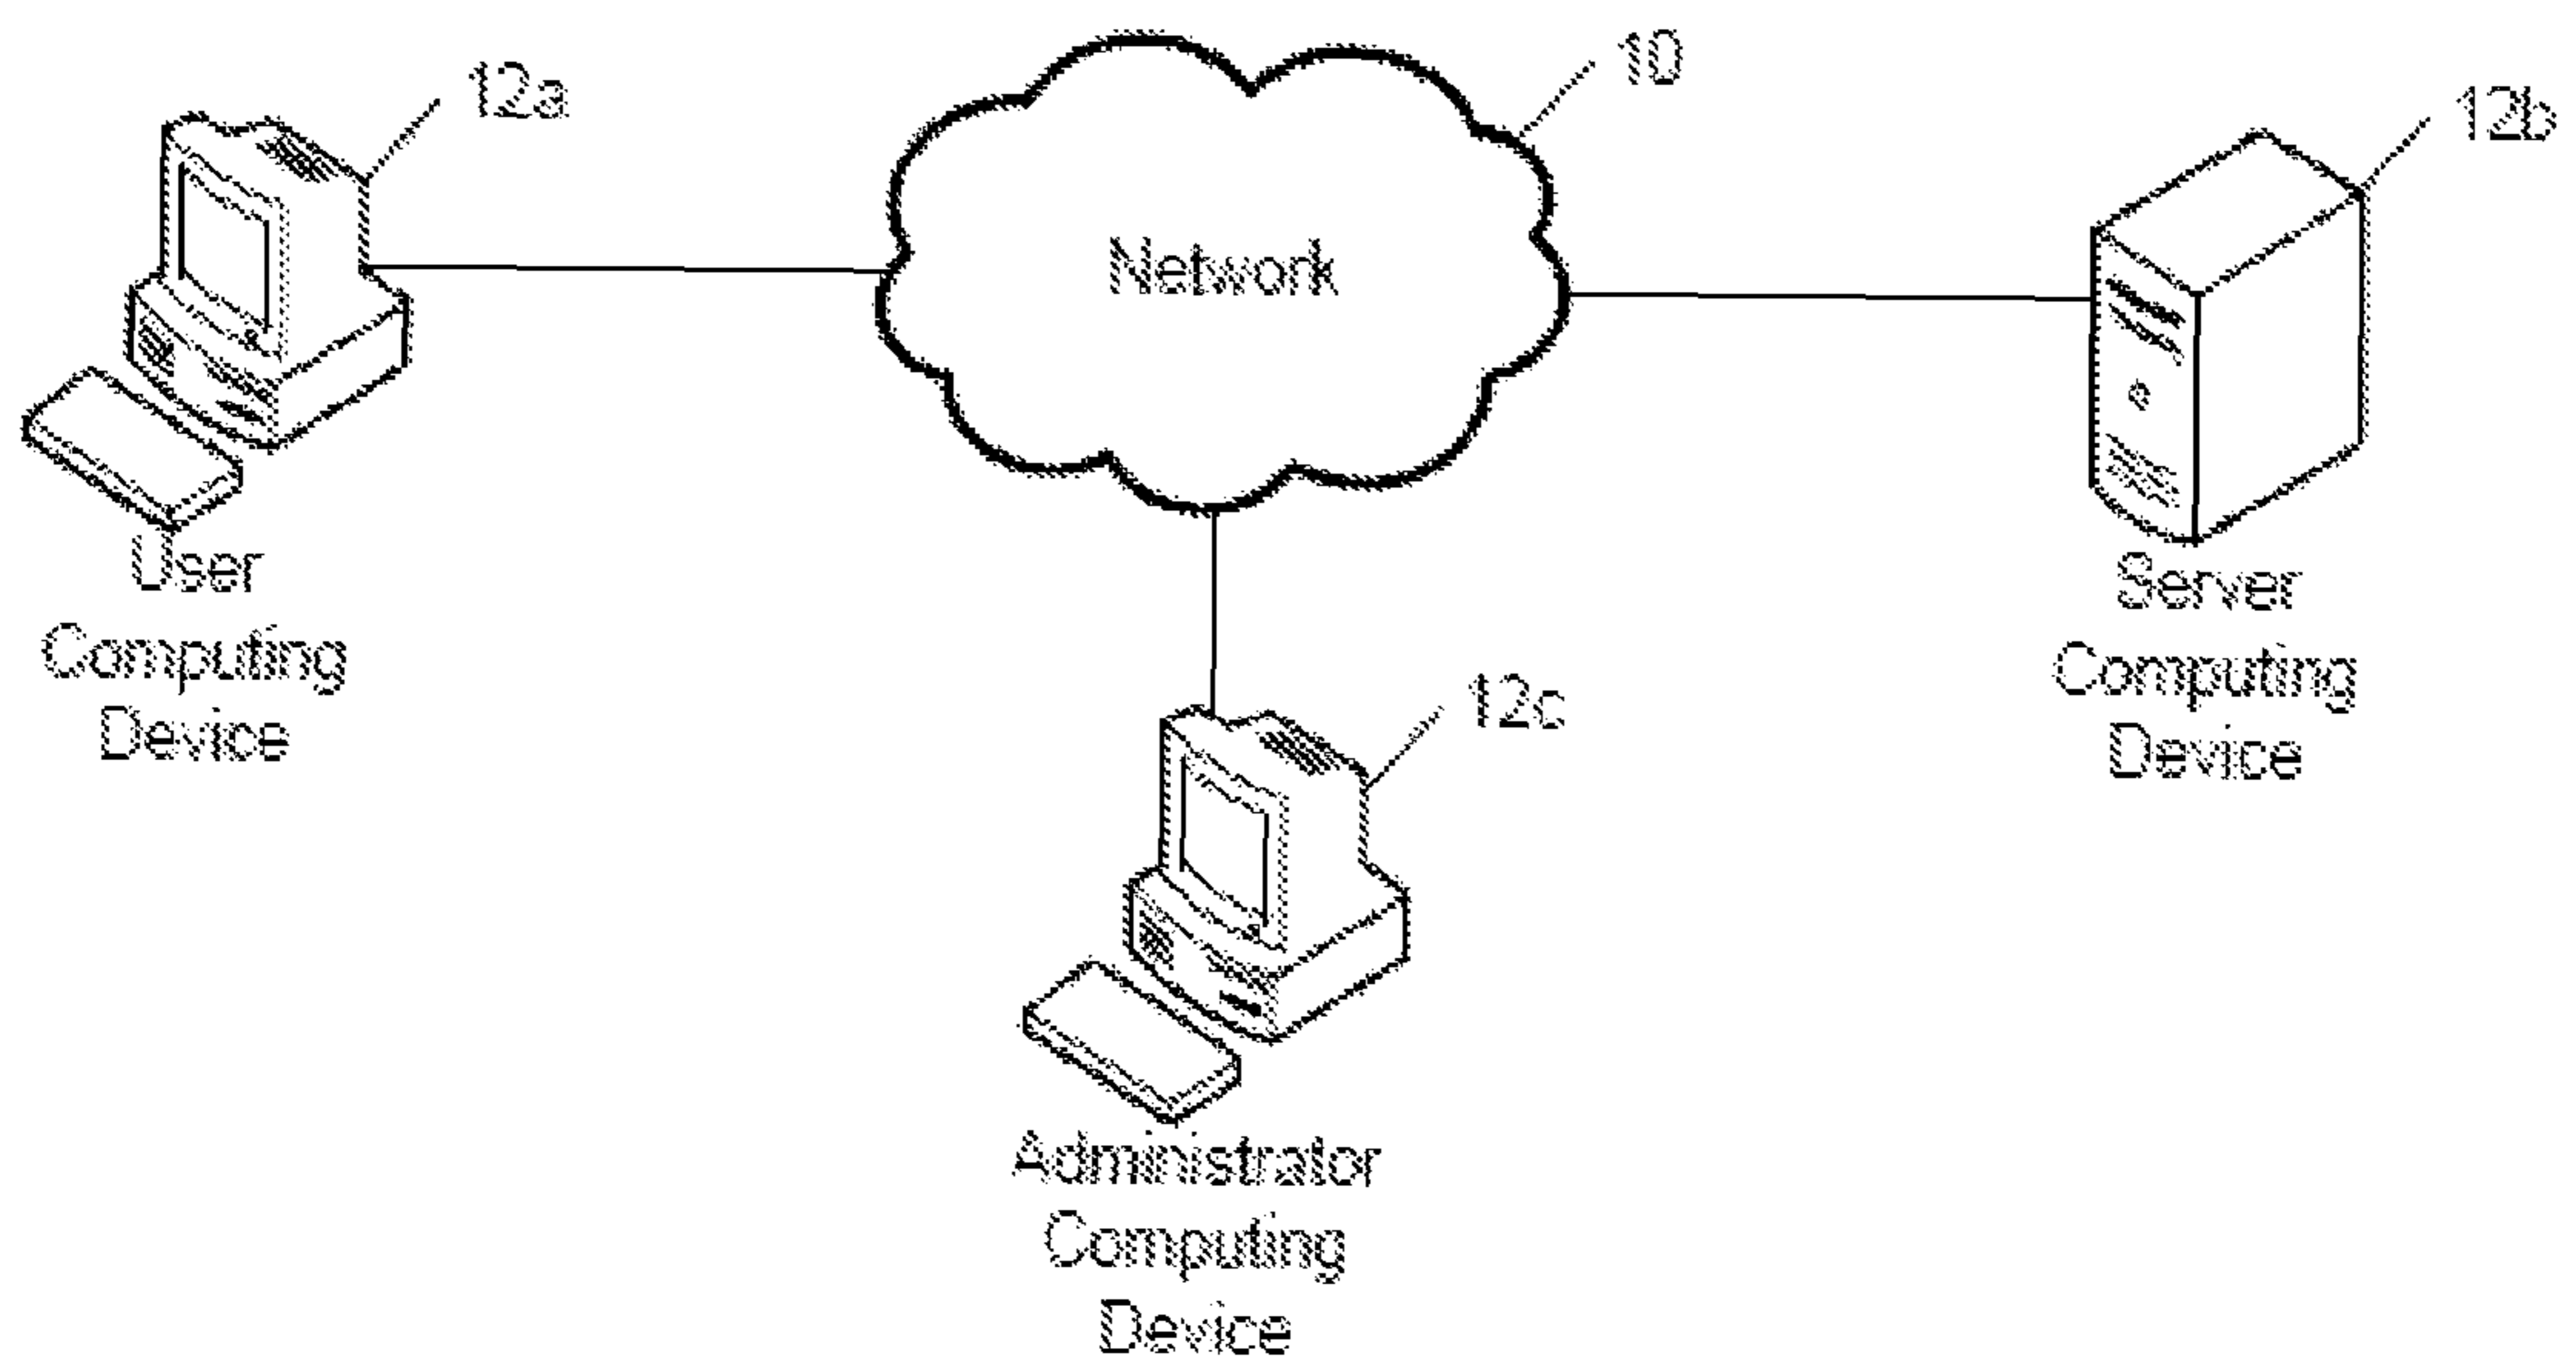 12a
10
12b
Network
User
Computing
Device
Server
Computing
Device
12c
Administrator
Computing
Device